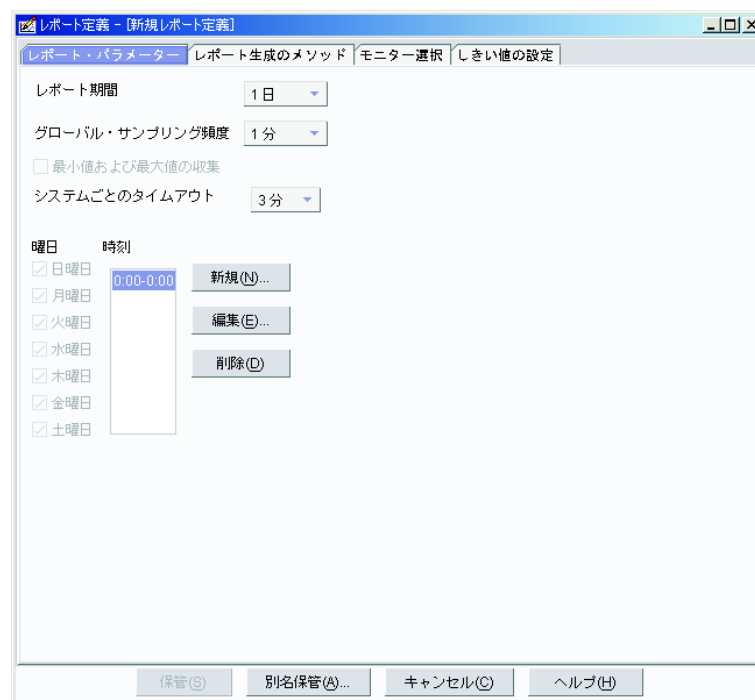 レポート定義 - [新規レポート定義]
レポート・パラメーター レポート生成のメソッド モニター選択 しきい値の設定
レポート期間 1 日
グローバル・サンプリング頻度 1 分
最小値および最大値の収集
システムごとのタイムアウト 3 分
曜日 時刻
日曜日 0:00-0:00 新規(N)...
月曜日
火曜日 編集(E)...
水曜日
木曜日 削除(D)
金曜日
土曜日
保管(S) 別名保管(A)... キャンセル(C) ヘルプ(H)